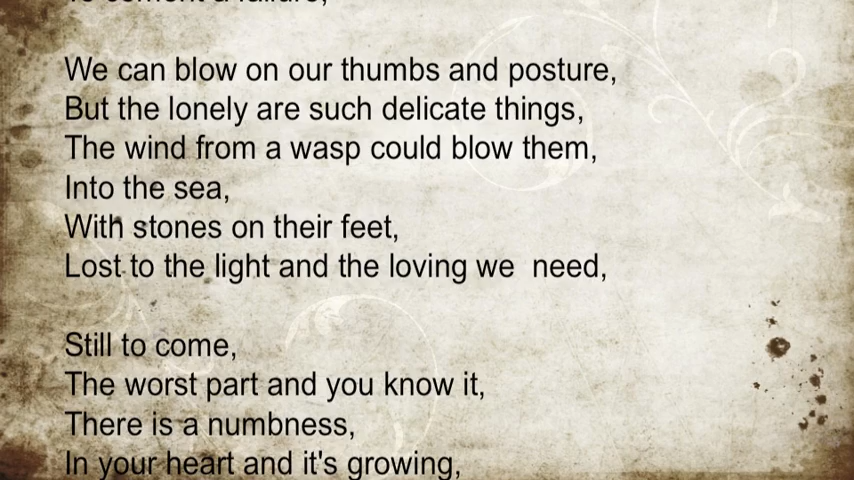 We can blow on our thumbs and posture,
But the lonely are such delicate things,
The wind from a wasp could blow them,
Into the sea,
With stones on their feet,
Lost to the light and the loving we  need,
Still to come,
The worst part and you know it,
There is a numbness,
In your heart and it's growing,